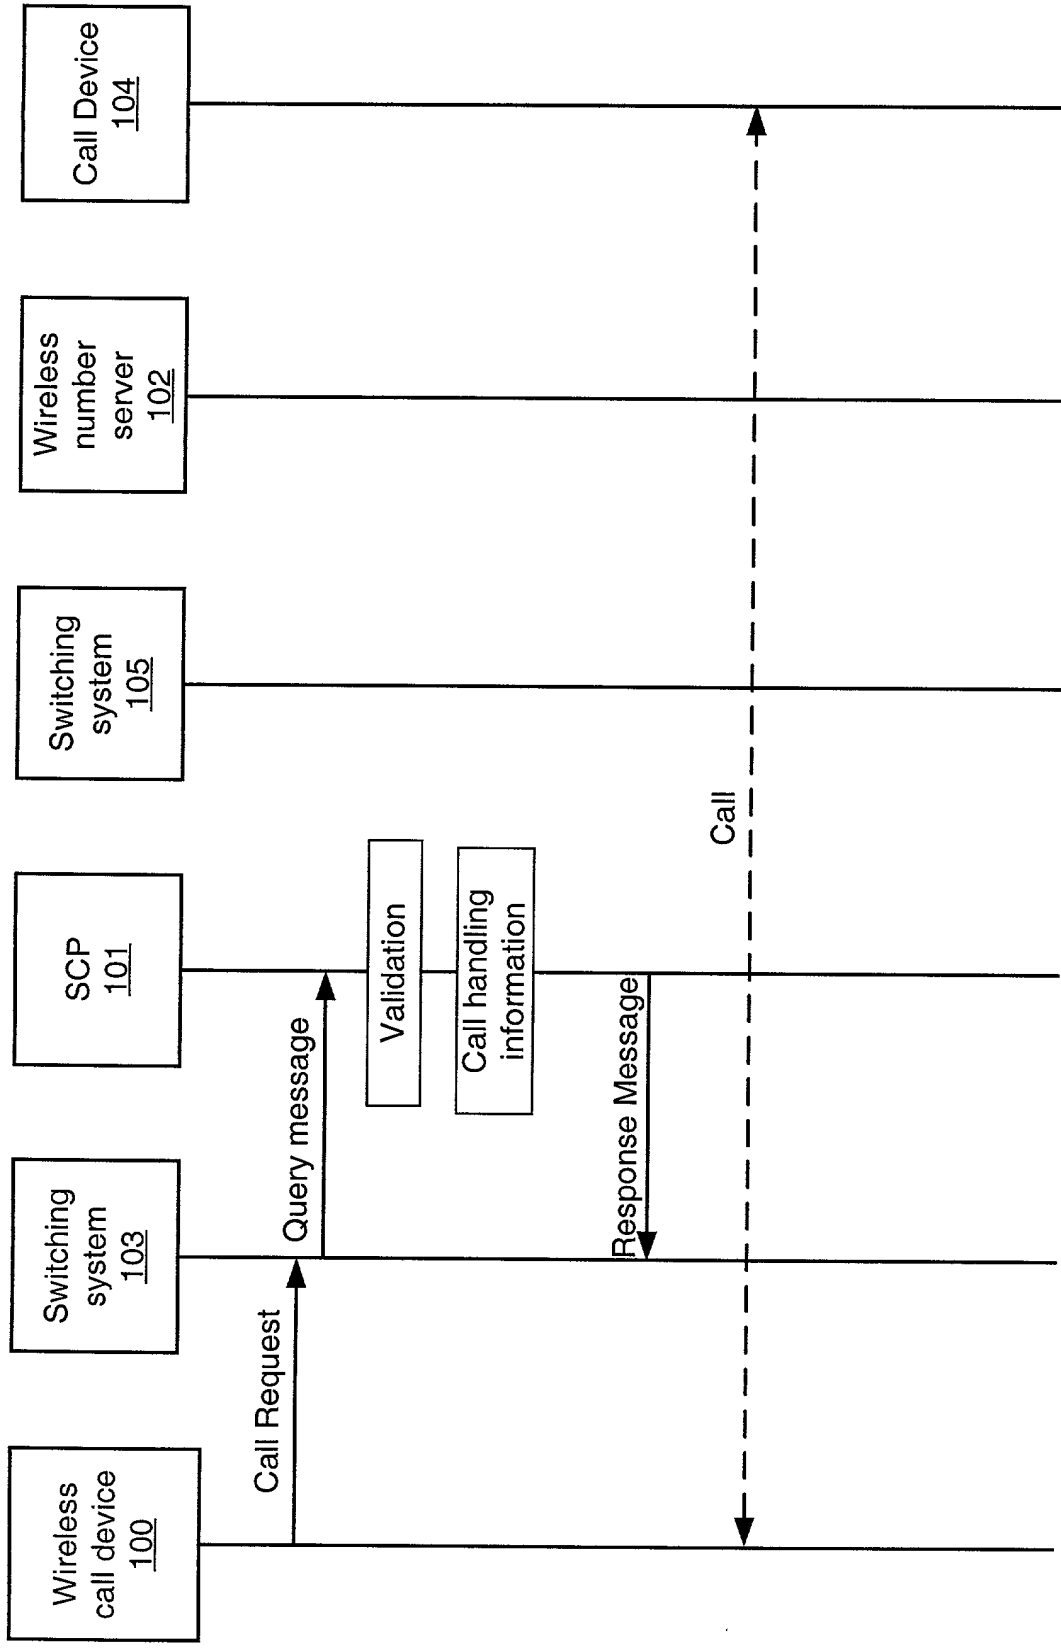 Wireless
call device
100
Switching
system
103
SCP
101
Switching
system
105
Wireless
number
server
102
Call Device
104
Call Request
Query message
Validation
Call handling
information
Response Message
Call